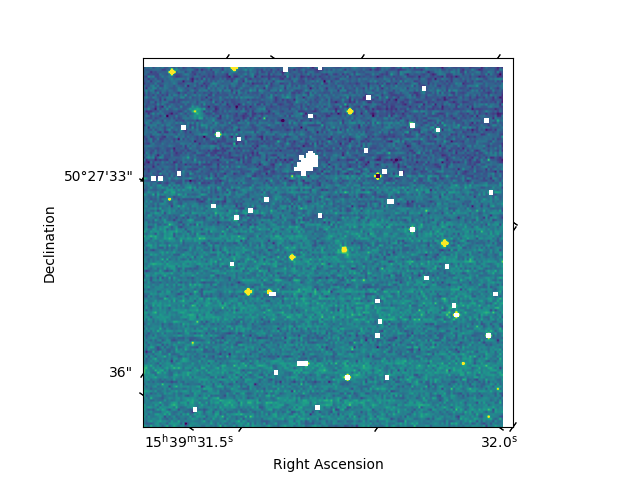 50°27'33"
Declination
36"
15ʰ39ᵐ31.5ˢ
32.0ˢ
Right Ascension